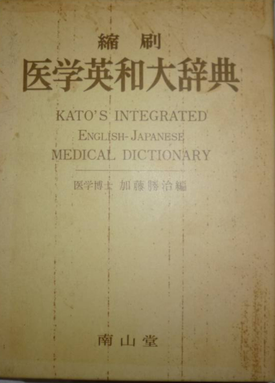 縮刷
医学英和大辞典
KATO'S INTEGRATED
ENGLISH-JAPANESE
MEDICAL DICTIONARY
医学博士 加藤勝治編
南山堂